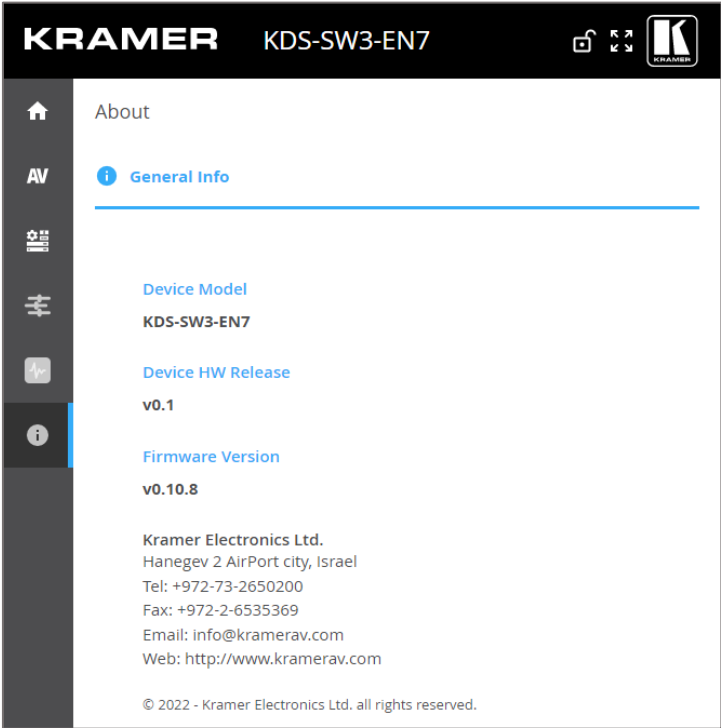 KRAMER KDS-SW3-EN7
KRAMER
About
AV
General Info
Device Model
KDS-SW3-EN7
Device HW Release
v0.1
Firmware Version
v0.10.8
Kramer Electronics Ltd.
Hanegev 2 AirPort city, Israel
Tel: +972-73-2650200
Fax: +972-2-6535369
Email: info@kramerav.com
Web: http://www.kramerav.com
© 2022 - Kramer Electronics Ltd. all rights reserved.